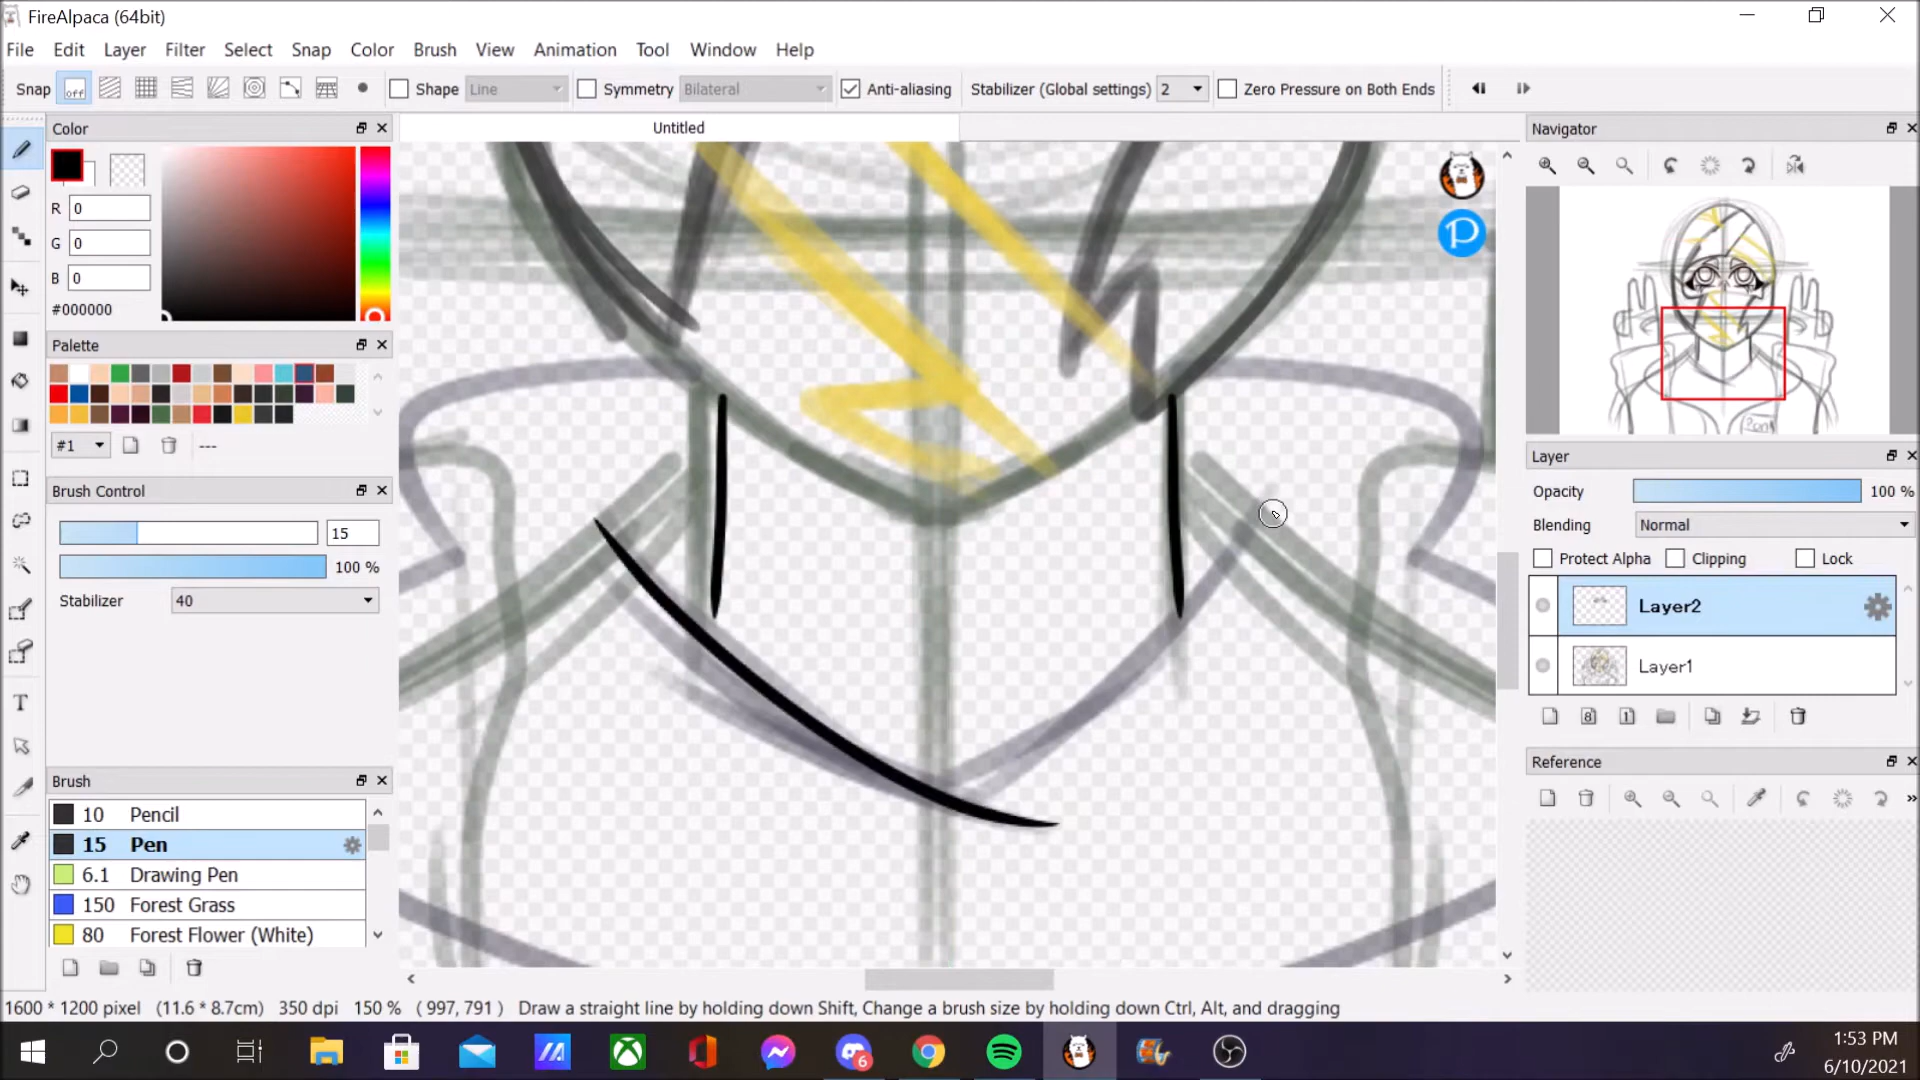 FireAlpaca (64bit)
File Edit Layer Filter Select Snap Color Brush View Animation Tool Window Help
Snap off Shape Line Symmetry Bilateral Anti-aliasing Stabilizer (Global settings) 2 Zero Pressure on Both Ends
Color
Untitled
Navigator
R 0
G 0
B 0
#000000
Palette
#1 ---
Brush Control
15
100 %
Stabilizer 40
Layer
Opacity 100 %
Blending Normal
Protect Alpha Clipping Lock
Layer2
Layer1
8 1
Reference
Brush
10 Pencil
15 Pen
6.1 Drawing Pen
150 Forest Grass
80 Forest Flower (White)
1600 * 1200 pixel (11.6 * 8.7cm) 350 dpi 150 % ( 997, 791 ) Draw a straight line by holding down Shift, Change a brush size by holding down Ctrl, Alt, and dragging
6
1:53 PM
6/10/2021